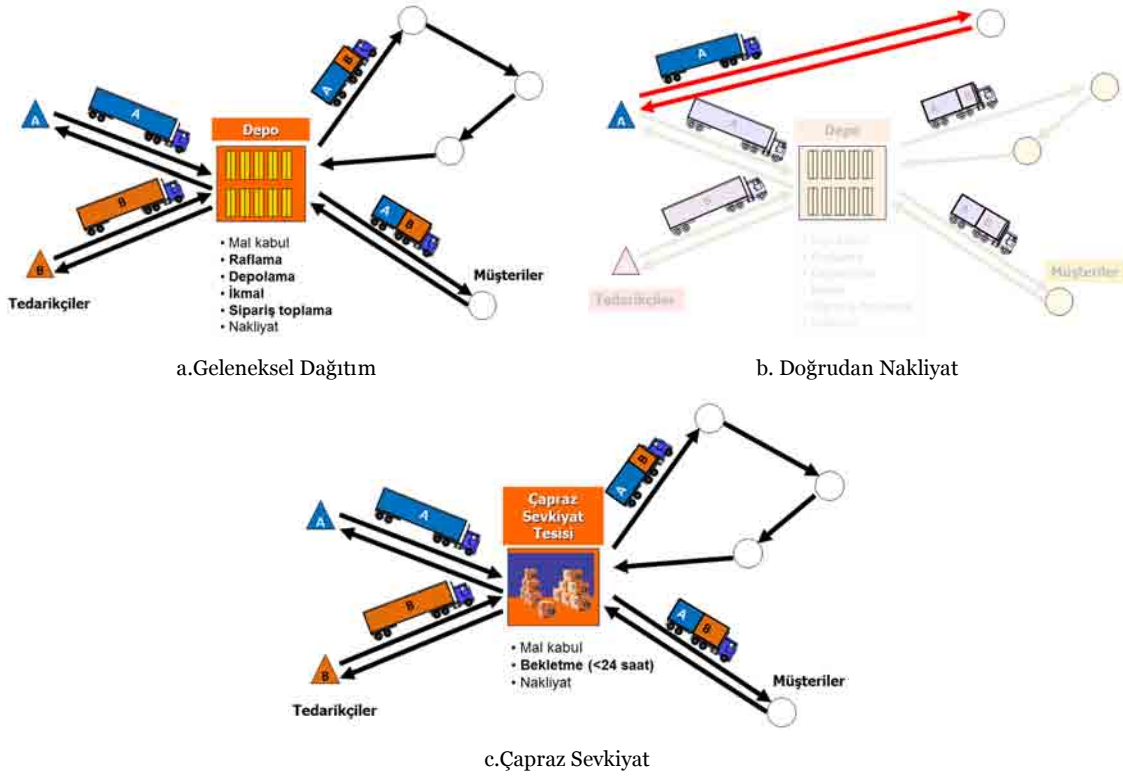 A
B
A
A
Depo
B
B
A
B
• Mal kabul
• Raflama
• Depolama
• İkmal
• Sipariş toplama
• Nakliyat
Müşteriler
Tedarikçiler
a.Geleneksel Dağıtım
A
A
A
B
A
Depo
B
A
B
Müşteriler
Tedarikçiler
b. Doğrudan Nakliyat
A
B
A
A
Çapraz
Sevkiyat
Tesisi
B
B
A
B
• Mal kabul
• Bekletme (<24 saat)
• Nakliyat
Müşteriler
Tedarikçiler
c.Çapraz Sevkiyat